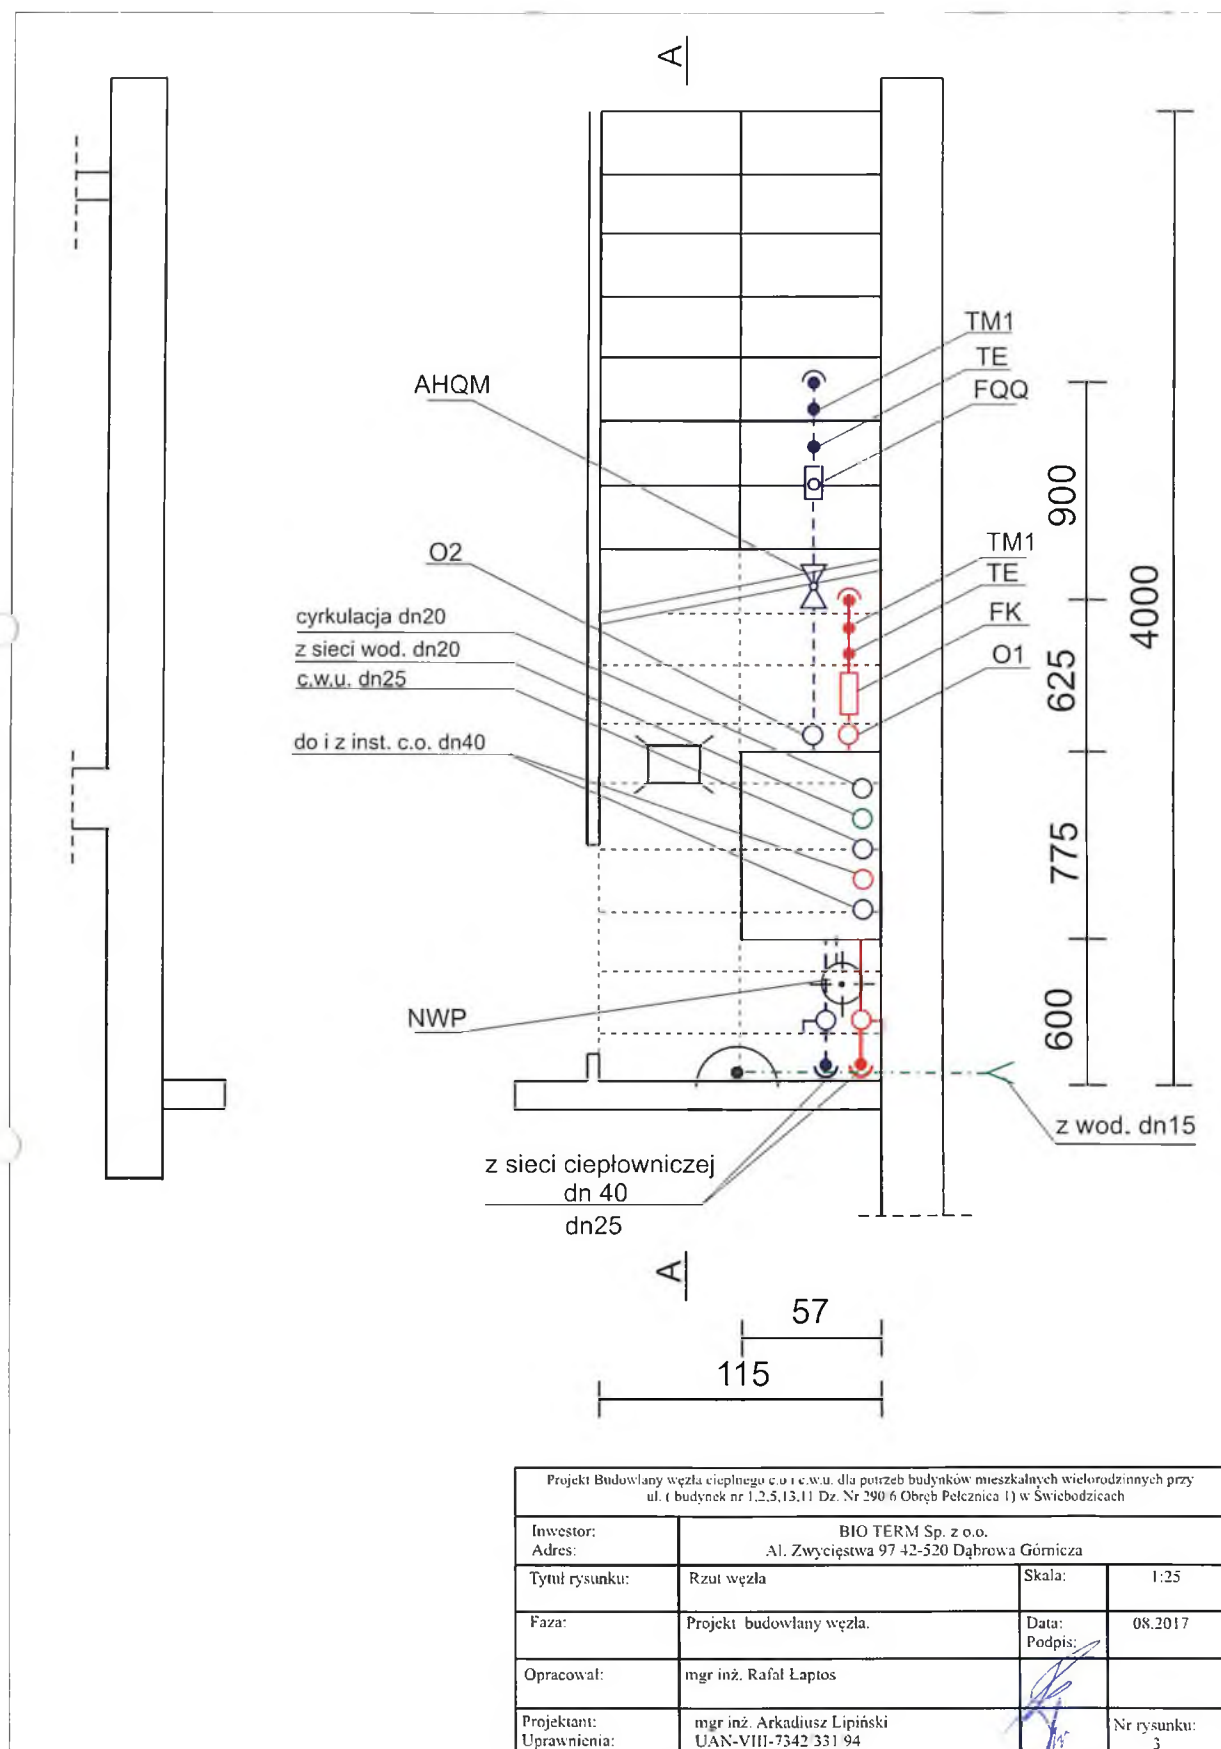 A
TM1
TE
FQQ
AHQM
900
O2
TM1
TE
FK
O1
4000
cyrkulacja dn20
z sieci wod. dn20
c.w.u. dn25
625
do i z inst. c.o. dn40
775
NWP
600
z wod. dn15
z sieci ciepłowniczej
dn 40
dn25
A
57
115
Projekt Budowlany węzła cieplnego c.o i c.w.u. dla potrzeb budynków mieszkalnych wielorodzinnych przy
ul. ( budynek nr 1,2,5,13,11 Dz. Nr 290/6 Obręb Pełcznica 1) w Świebodzicach
Inwestor: BIO TERM Sp. z o.o.
Adres: Al. Zwycięstwa 97 42-520 Dąbrowa Górnicza
Tytuł rysunku: Rzut węzła Skala: 1:25
Faza: Projekt budowlany węzła. Data: 08.2017
Podpis:
Opracował: mgr inż. Rafał Łaptos
Projektant: mgr inż. Arkadiusz Lipiński Nr rysunku:
Uprawnienia: UAN-VIII-7342/331/94 3